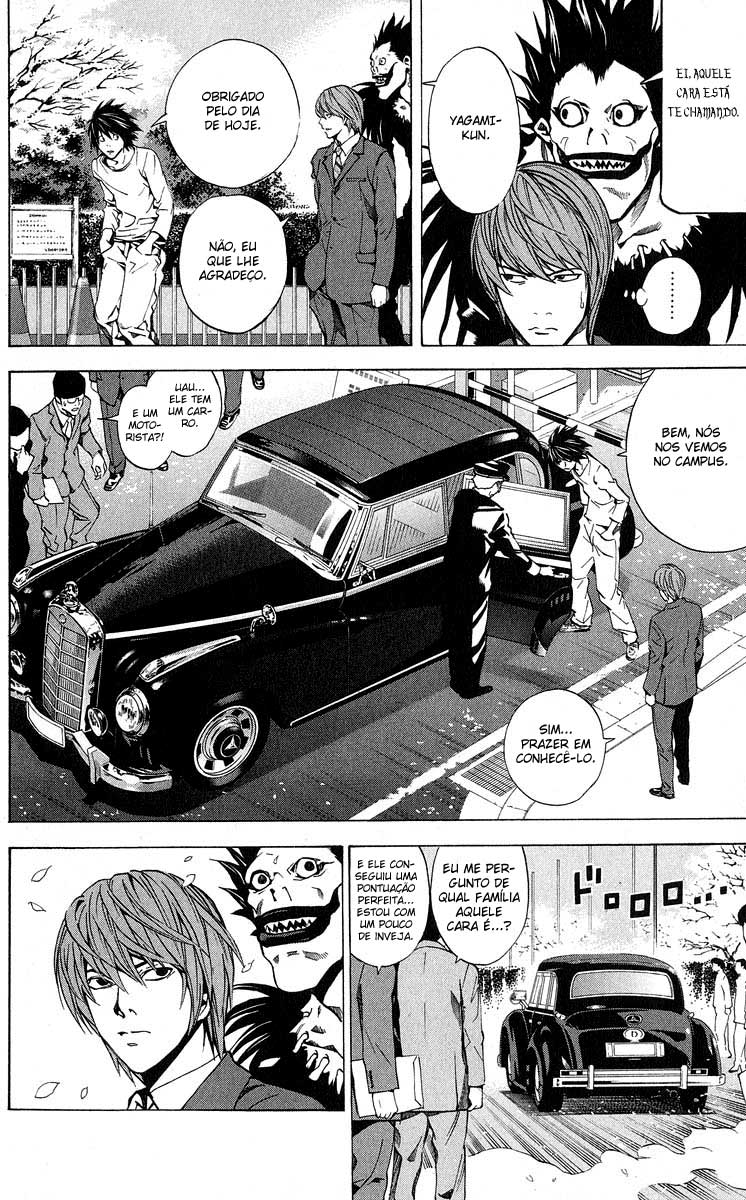 EI, AQUELE
CARA ESTÁ
TE CHAMANDO.
YAGAMI-
KUN.
.......
OBRIGADO
PELO DIA
DE HOJE.
NÃO, EU
QUE LHE
AGRADEÇO.
BEM, NÓS
NOS VEMOS
NO CAMPUS.
UAU...
ELE TEM
UM CAR-
RO.
E UM
MOTO-
RISTA?!
SIM...
PRAZER EM
CONHECÊ-LO.
EU ME PER-
GUNTO DE
QUAL FAMÍLIA
AQUELE
CARA É...?
E ELE CON-
SEGUIU UMA
PONTUAÇÃO
PERFEITA...
ESTOU COM
UM POUCO
DE INVEJA.
ドロロロ...
D